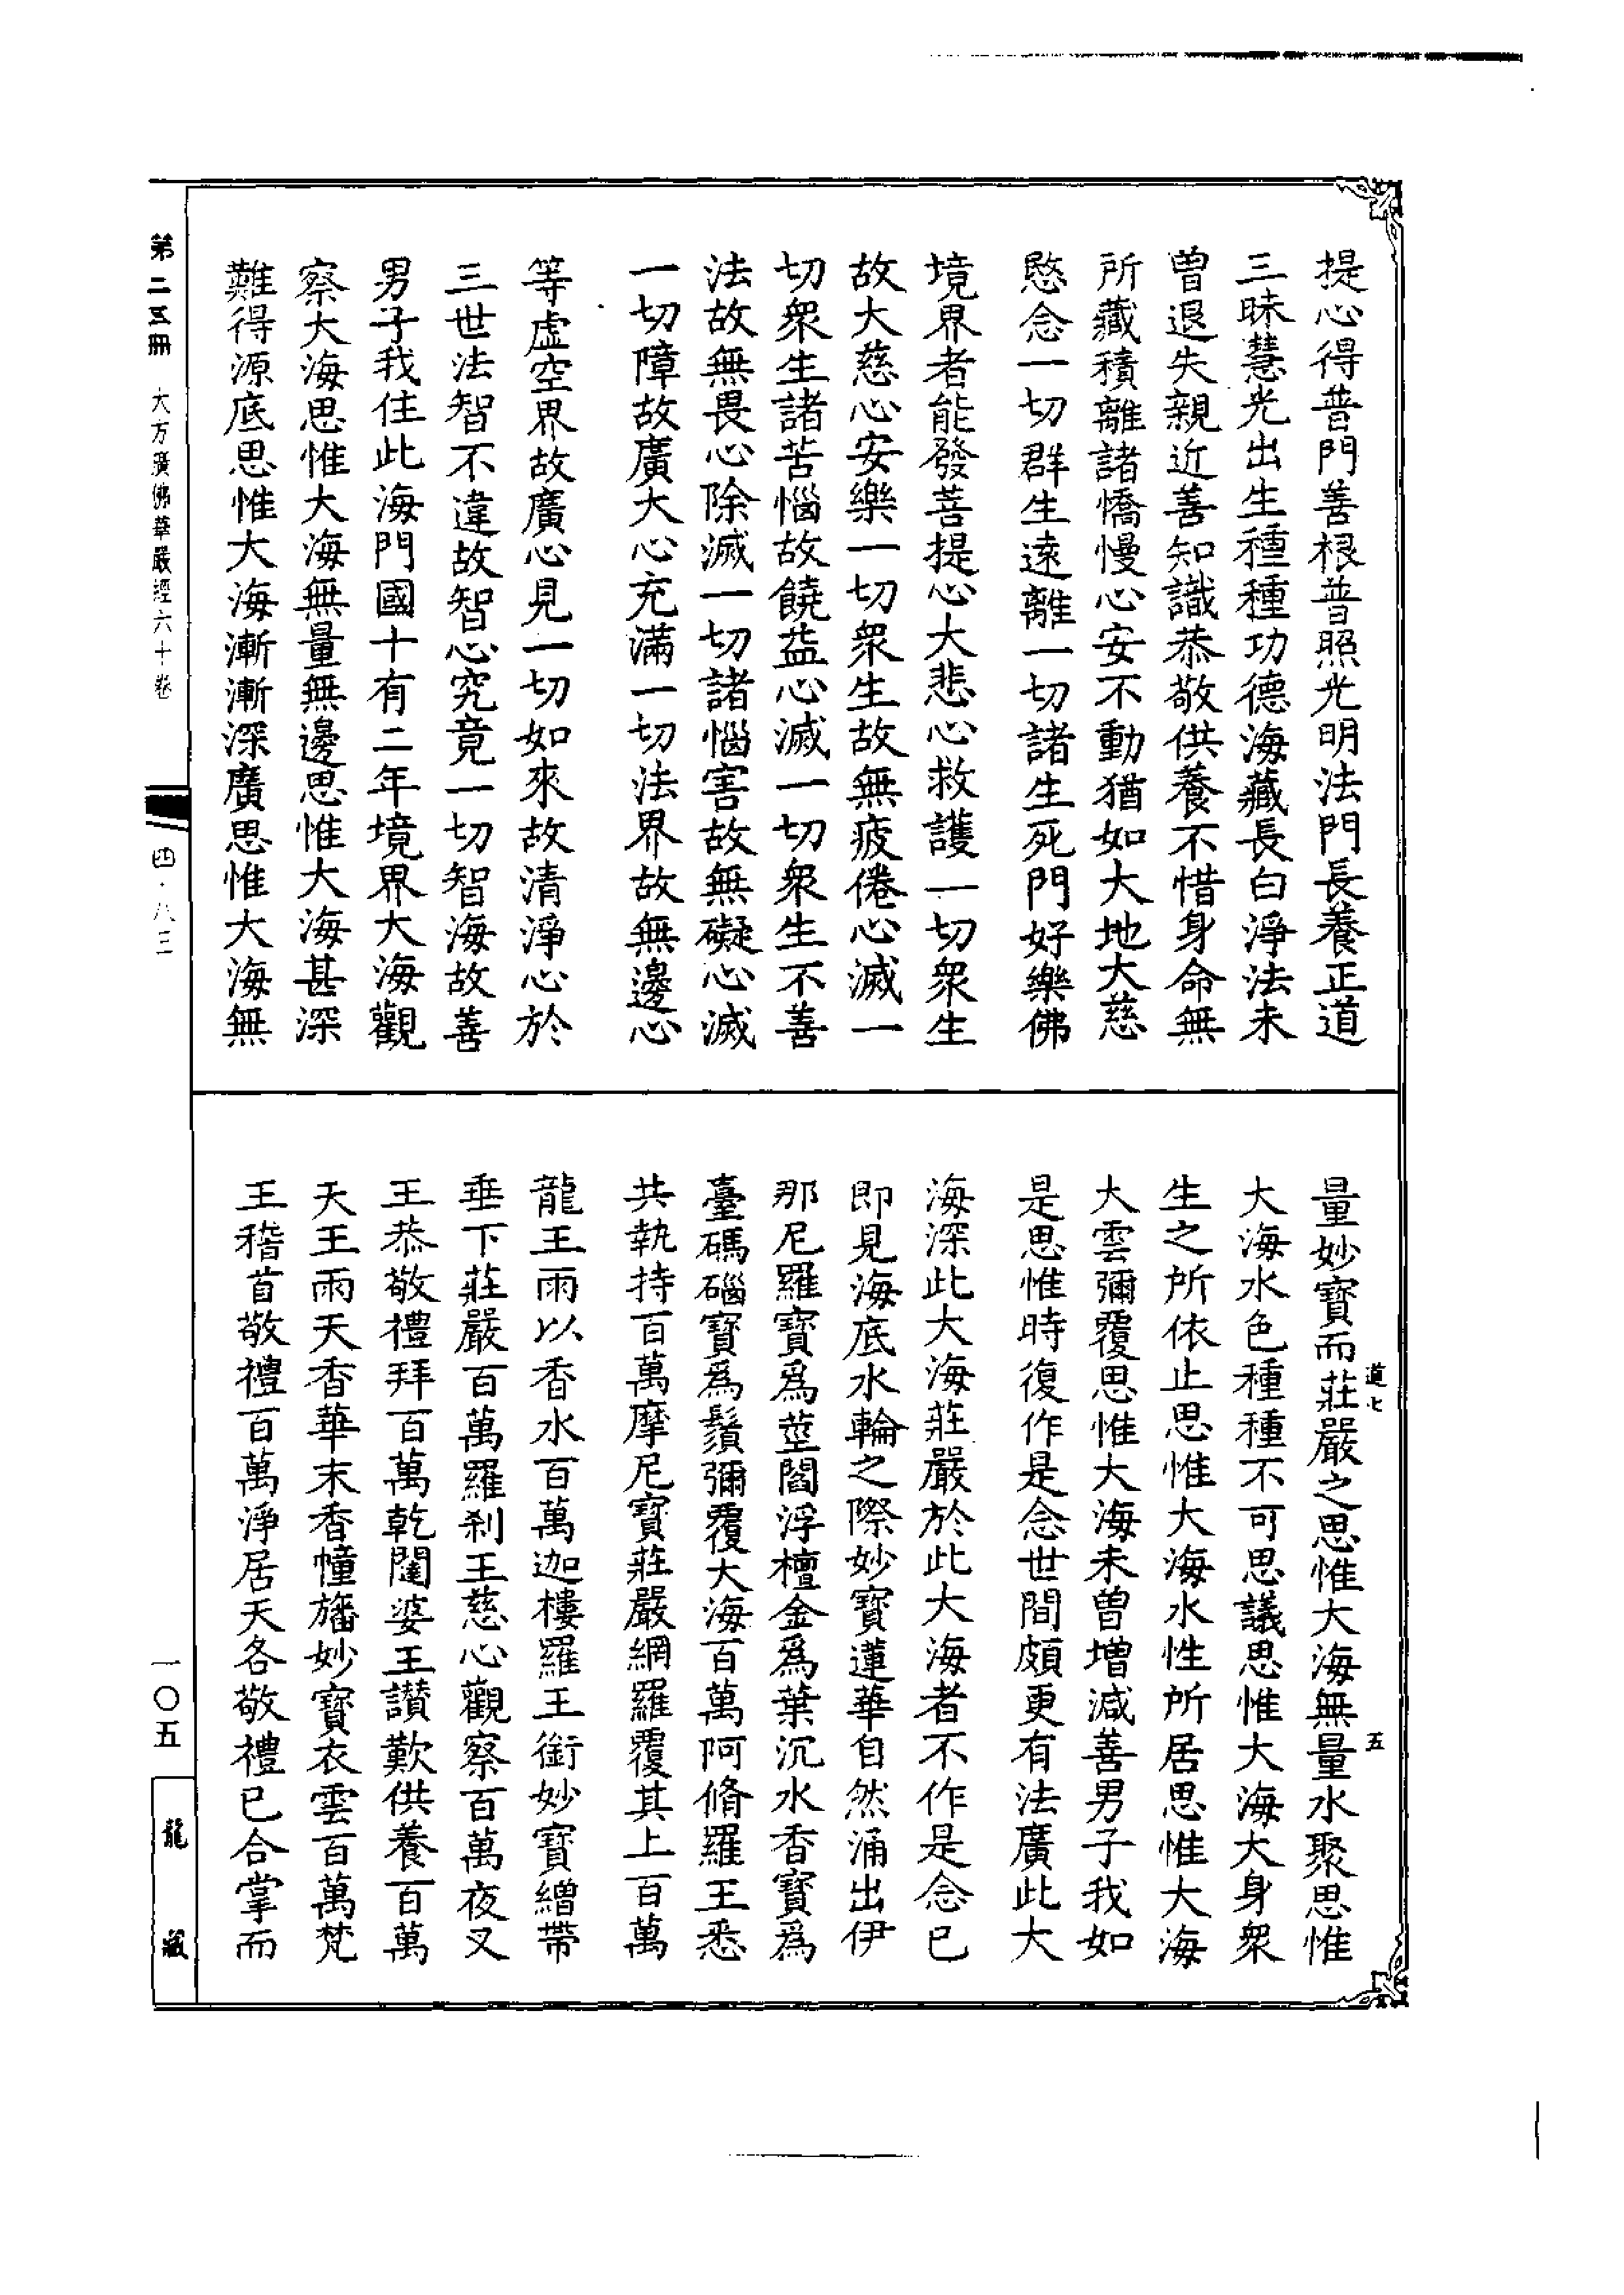 提心得普門善根普照光明法門長養正道
三昧慧光出生種種功德海藏長白淨法未
曽退失親近善知識恭敬供養不惜身命無
所藏積離諸憍慢心安不動猶如大地大慈
愍念一切群生遠離一切諸生死門好樂佛
境界者能發菩提心大悲心救護一切衆生
故大慈心安樂一切衆生故無疲倦心滅一
切衆生諸苦惱故饒益心滅一切衆生不善
法故無畏心除滅一切諸惱害故無礙心滅
一切障故廣大心充滿一切法界故無邊心
等虛空界故廣心見一切如來故清淨心於
三世法智不違故智心究竟一切智海故善
男子我住此海門國十有二年境界大海觀
察大海思惟大海無量無邊思惟大海甚深
難得源底思惟大海漸漸深廣思惟大海無
量妙寶而莊嚴之思惟大海無量水聚思惟
大海水色種種不可思議思惟大海大身衆
生之所依止思惟大海水性所居思惟大海
大雲彌覆思惟大海未曽增減善男子我如
是思惟時復作是念世間頗更有法廣此大
海深此大海莊嚴於此大海者不作是念已
即見海底水輪之際妙寶蓮華自然涌出伊
那尼羅寶爲莖閻浮檀金爲葉沉水香寶爲
臺碼碯寶爲鬚彌覆大海百萬阿脩羅王悉
共執持百萬摩尼寶莊嚴網羅覆其上百萬
龍王雨以香水百萬迦樓羅王銜妙寶繒帶
垂下莊嚴百萬羅剎王慈心觀察百萬夜叉
王恭敬禮拜百萬乾闥婆王讃歎供養百萬
天王雨天香華末香幢旛妙寶衣雲百萬梵
王稽首敬禮百萬淨居天各敬禮已合掌而
道七
五
第二三冊
大方廣佛華嚴經六十卷
四·八三
一〇五
龍藏